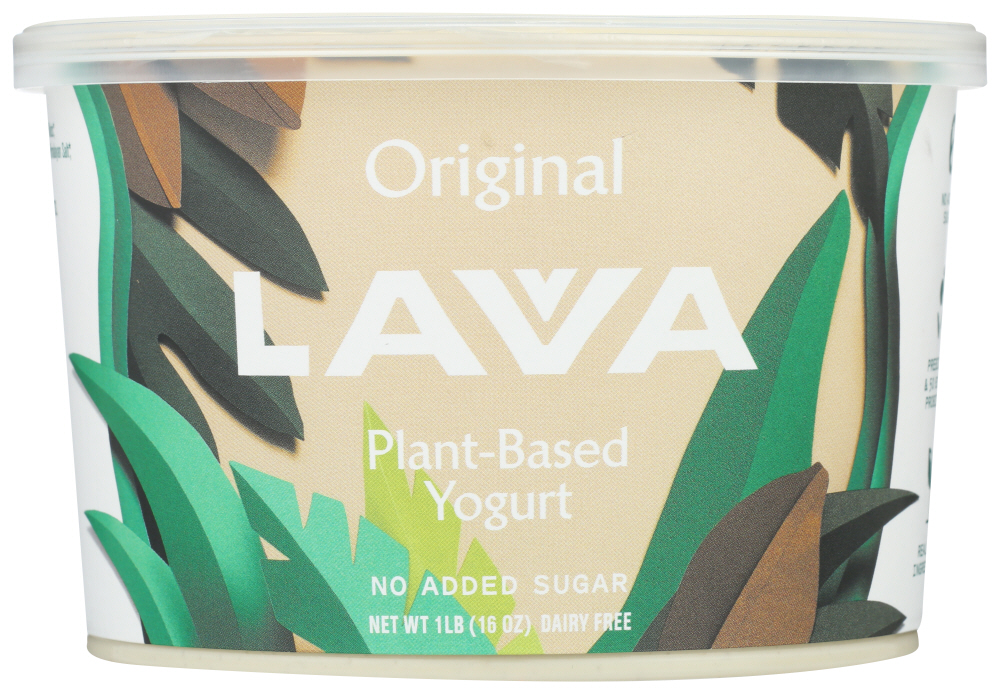 Original
LAVVA
Plant-Based
Yogurt
NO ADDED SUGAR
NET WT 1LB (16 OZ) DAIRY FREE